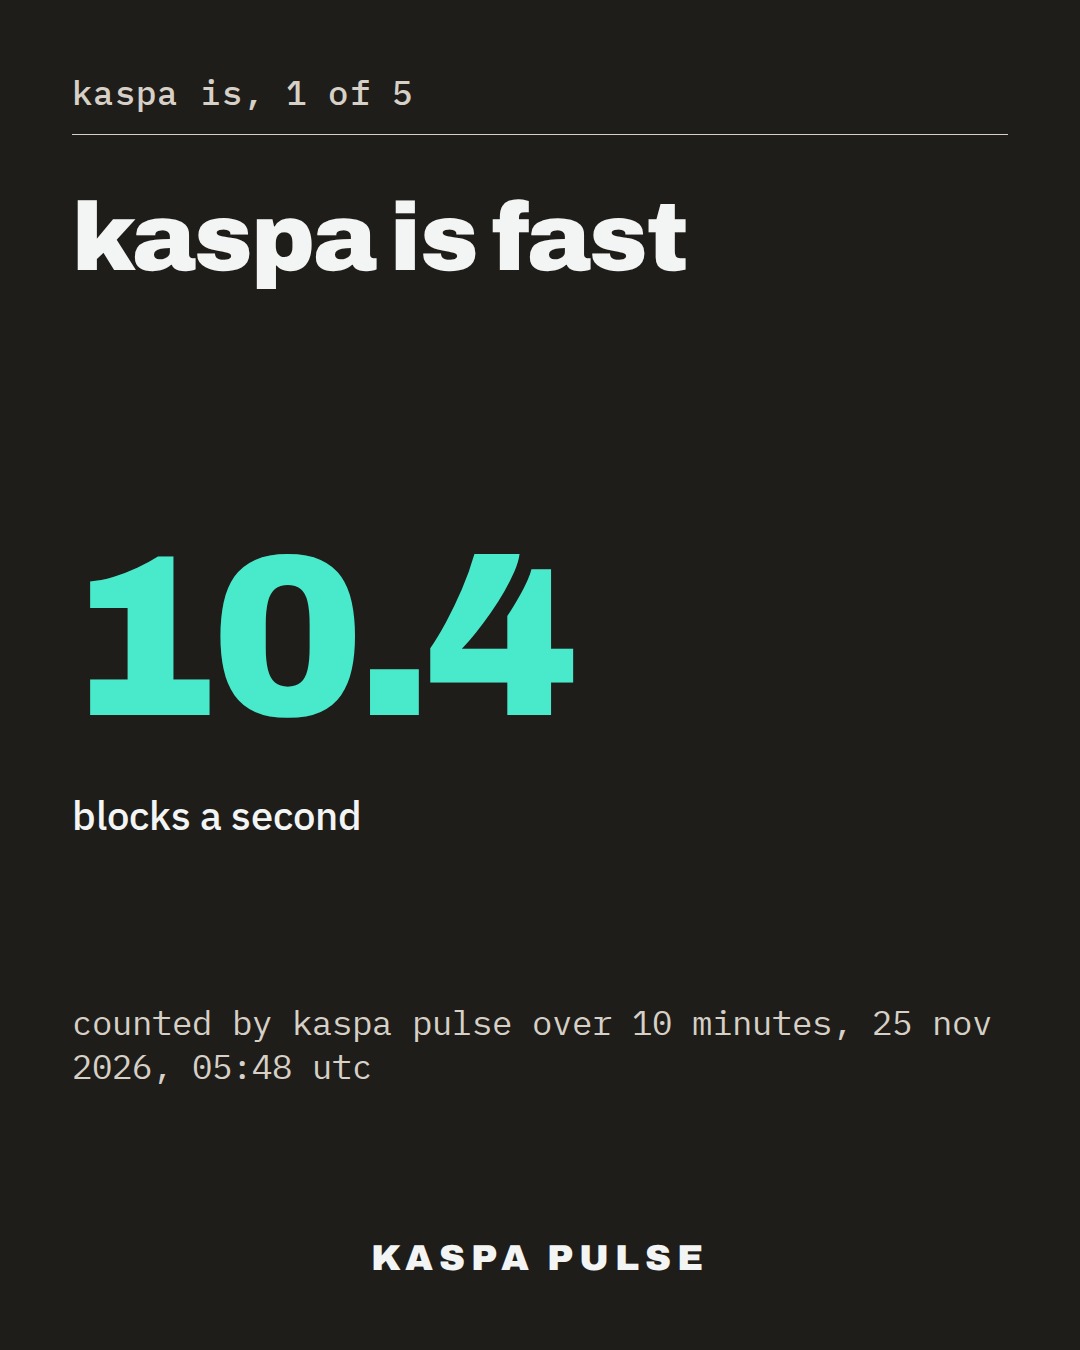 kaspa is, 1 of 5
kaspa is fast
10.4
blocks a second
counted by kaspa pulse over 10 minutes, 25 nov
2026, 05:48 utc
KASPA PULSE